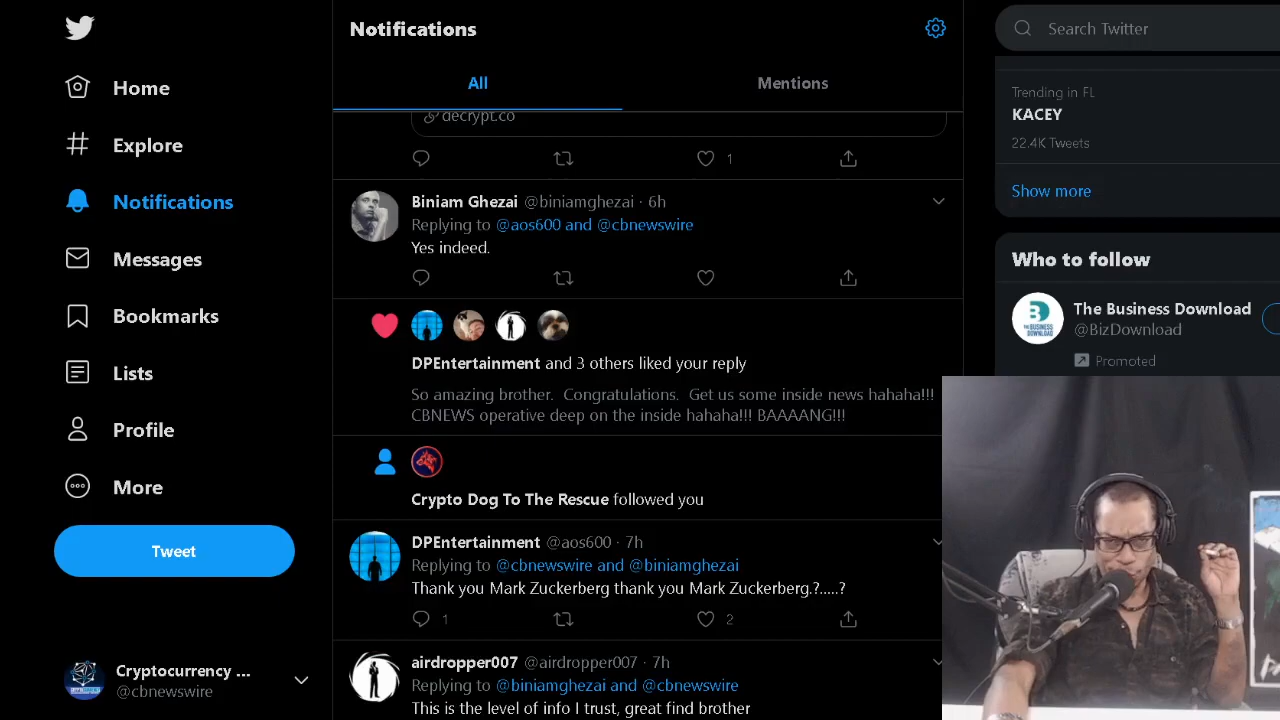 Home
Explore
Notifications
Messages
Bookmarks
Lists
Profile
More
Tweet
Cryptocurrency ...
@cbnewswire
Notifications
All
Mentions
decrypt.co
1
Biniam Ghezai @biniamghezai · 6h
Replying to @aos600 and @cbnewswire
Yes indeed.
DPEntertainment and 3 others liked your reply
So amazing brother. Congratulations. Get us some inside news hahaha!!!
CBNEWS operative deep on the inside hahaha!!! BAAAANG!!!
Crypto Dog To The Rescue followed you
DPEntertainment @aos600 · 7h
Replying to @cbnewswire and @biniamghezai
Thank you Mark Zuckerberg thank you Mark Zuckerberg.?.....?
1
2
airdropper007 @airdropper007 · 7h
Replying to @biniamghezai and @cbnewswire
This is the level of info I trust, great find brother
Search Twitter
Trending in FL
KACEY
22.4K Tweets
Show more
Who to follow
The Business Download
@BizDownload
Promoted